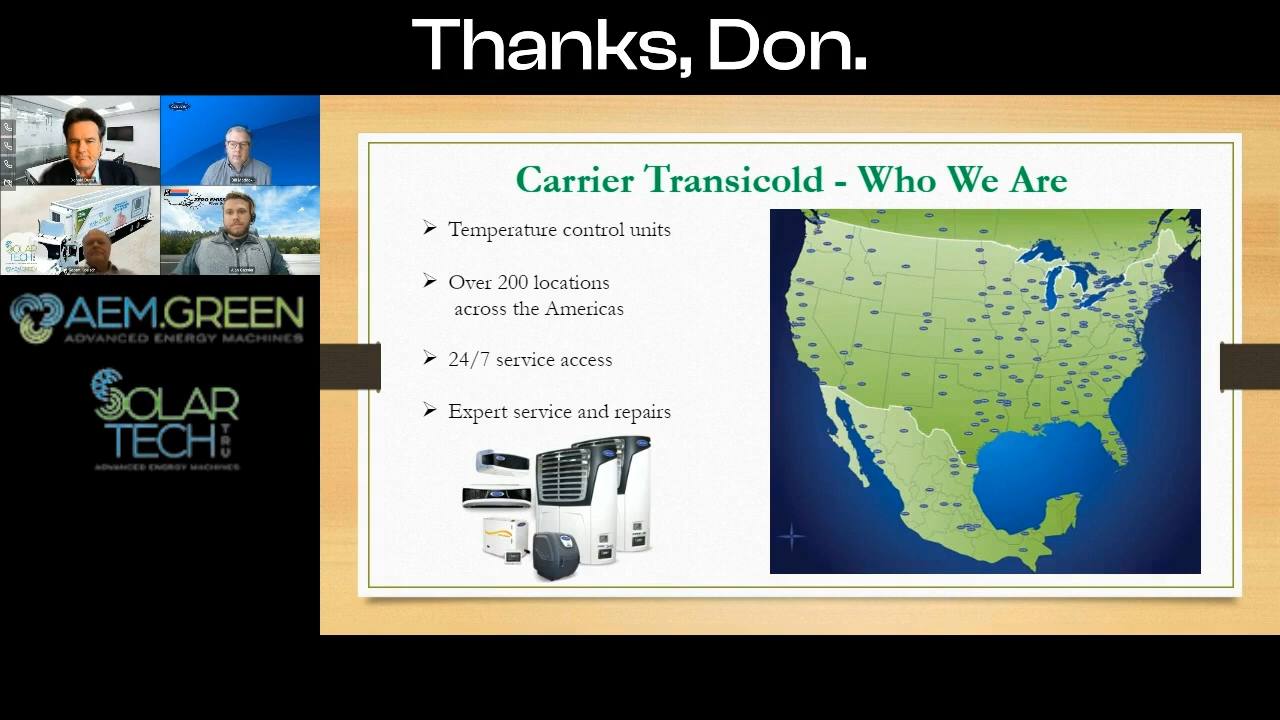 Thanks, Don.
Carrier Transicold - Who We Are
Temperature control units
Over 200 locations
across the Americas
24/7 service access
Expert service and repairs
AEM.GREEN
ADVANCED ENERGY MACHINES
SOLAR
TECH
TRU
ADVANCED ENERGY MACHINES